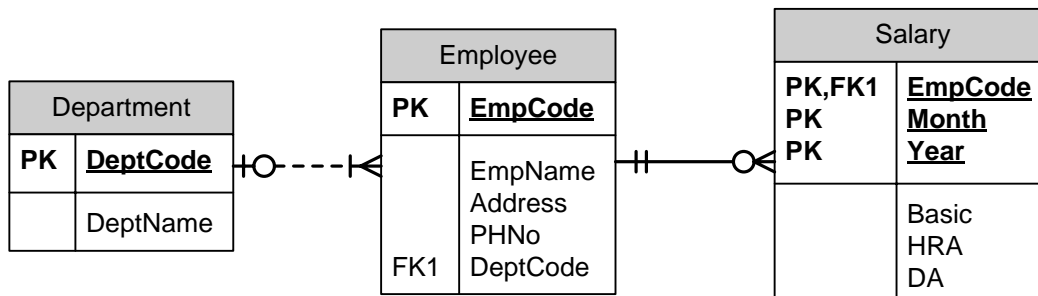 Department
PK DeptCode
DeptName
Employee
PK EmpCode
EmpName
Address
PHNo
FK1 DeptCode
Salary
PK,FK1 EmpCode
PK Month
PK Year
Basic
HRA
DA